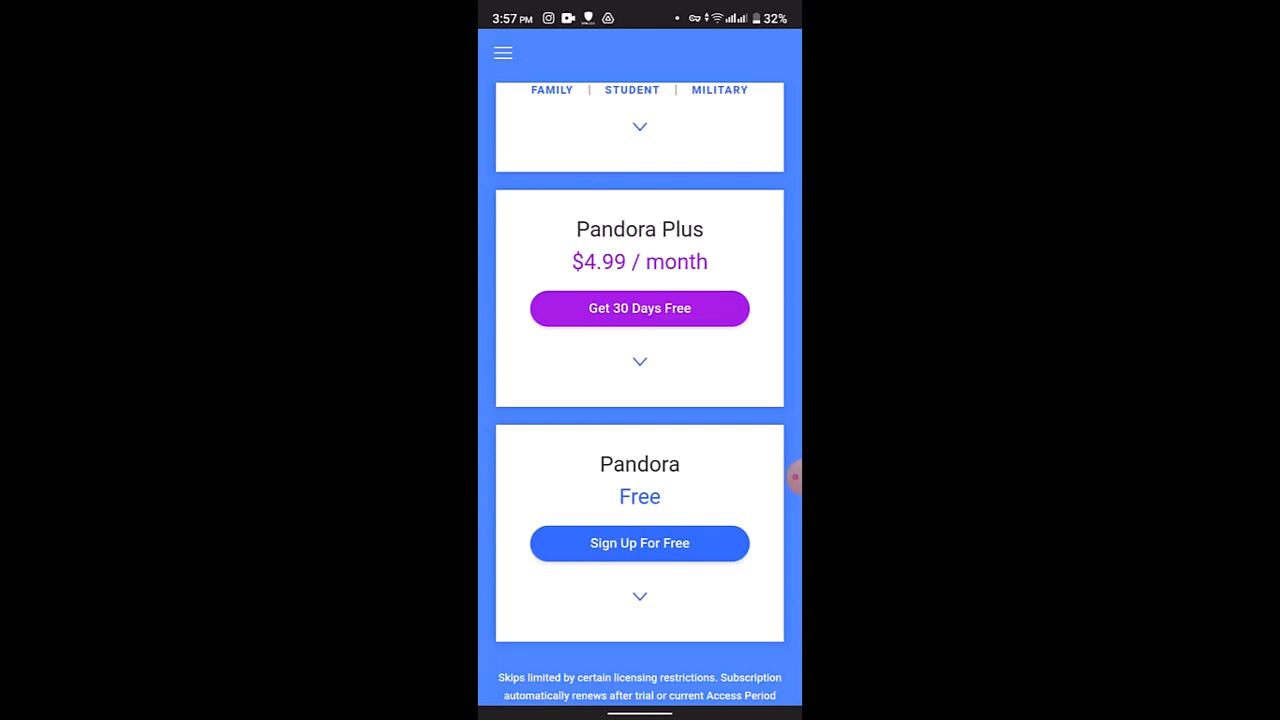 3:57 PM 32%
FAMILY | STUDENT | MILITARY
Pandora Plus
$4.99 / month
Get 30 Days Free
Pandora
Free
Sign Up For Free
Skips limited by certain licensing restrictions. Subscription
automatically renews after trial or current Access Period